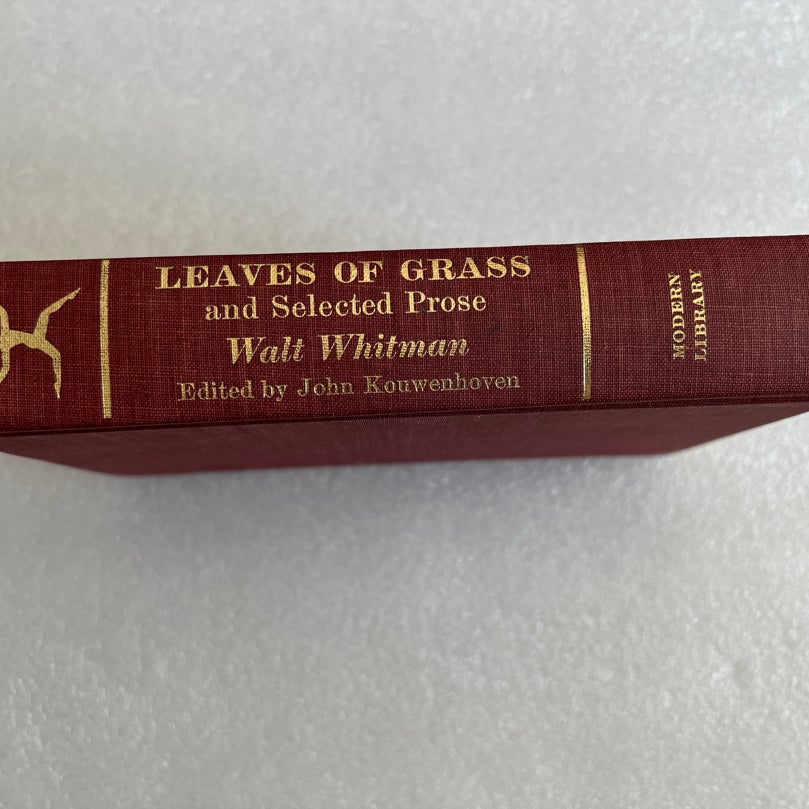 LEAVES OF GRASS
and Selected Prose
Walt Whitman
Edited by John Kouwenhoven
MODERN
LIBRARY